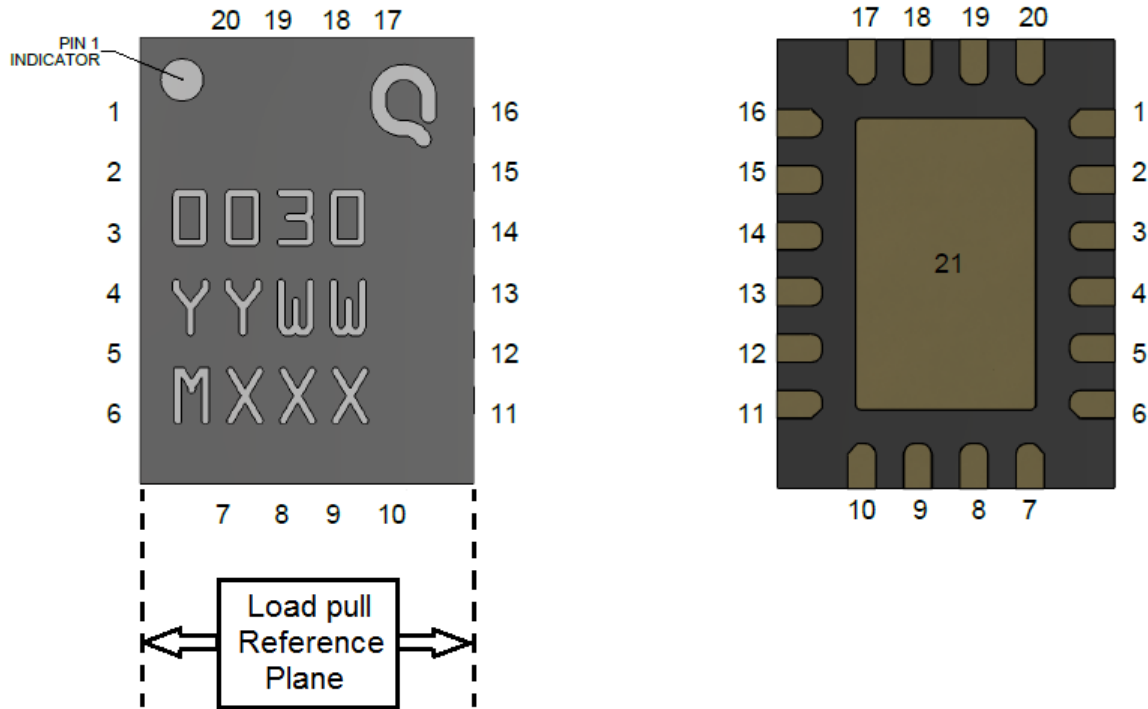 20 19 18 17
17 18 19 20
PIN 1
INDICATOR
1 16
2 15
3 14
4 13
5 12
6 11
0030
YYWW
MXXX
7 8 9 10
16 1
15 2
14 3
13 4
12 5
11 6
21
10 9 8 7
Load pull
Reference
Plane